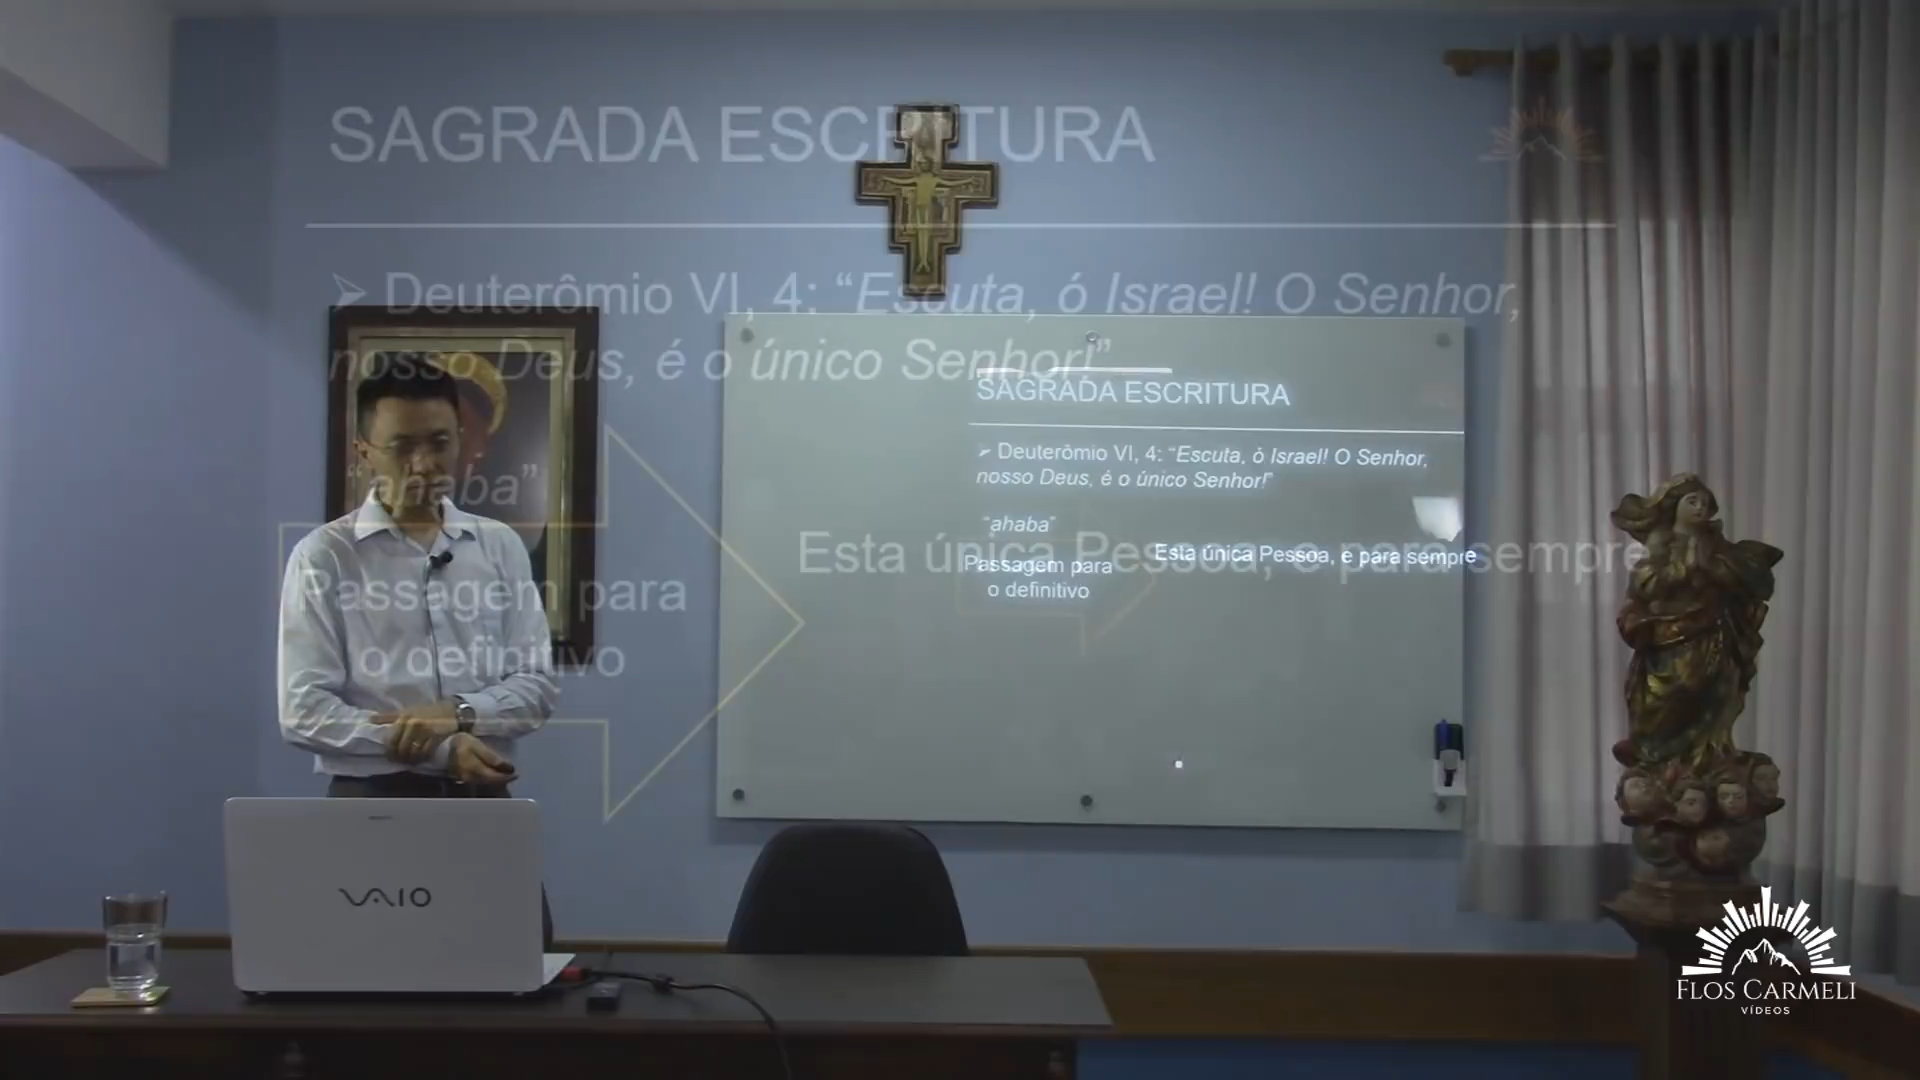 SAGRADA ESCRITURA
➢ Deuterômio VI, 4: “Escuta, ó Israel! O Senhor,
nosso Deus, é o único Senhor!”
“ahaba”
Passagem para
o definitivo
Esta única Pessoa, e para sempre
SAGRADA ESCRITURA
➢ Deuterômio VI, 4: “Escuta, ó Israel! O Senhor,
nosso Deus, é o único Senhor!”
“ahaba”
Esta única Pessoa, e para sempre
Passagem para
o definitivo
VAIO
FLOS CARMELI
VÍDEOS